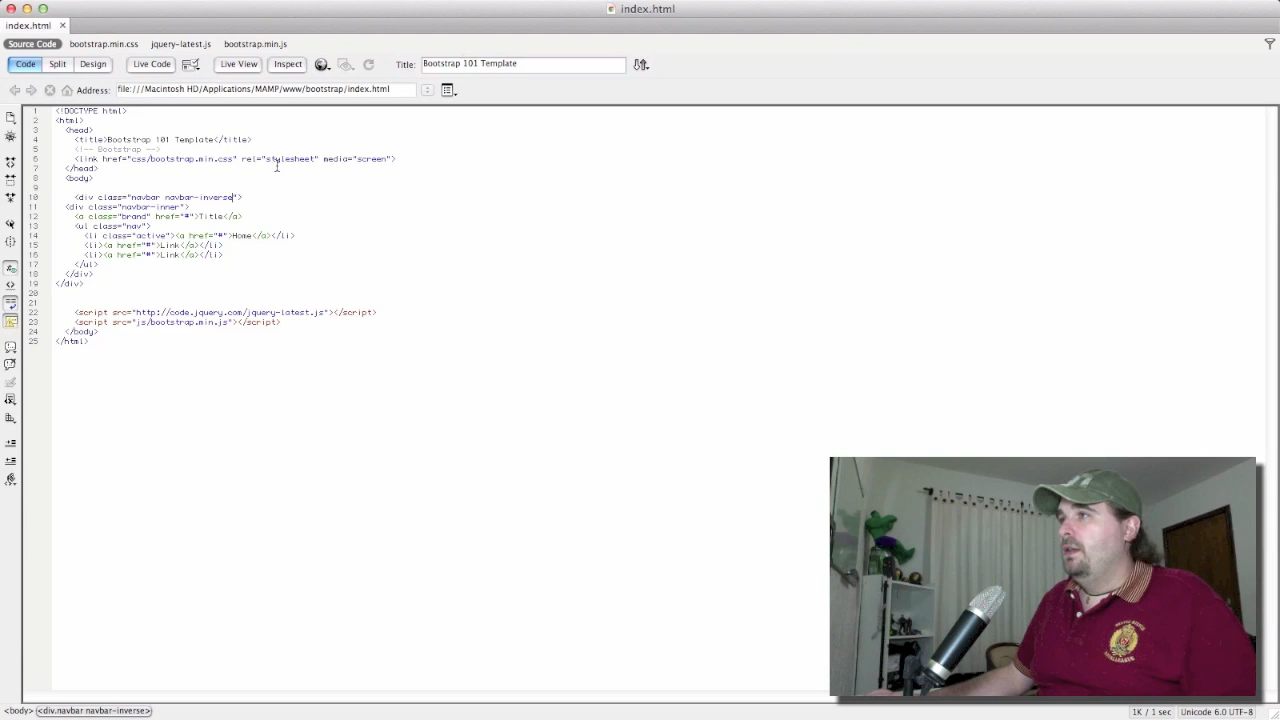 index.html
index.html
Source Code bootstrap.min.css jquery-latest.js bootstrap.min.js
Code Split Design Live Code Live View Inspect Title: Bootstrap 101 Template
Address: file:///Macintosh HD/Applications/MAMP/www/bootstrap/index.html
1 <!DOCTYPE html>
2 <html>
3 <head>
4 <title>Bootstrap 101 Template</title>
5 <!-- Bootstrap -->
6 <link href="css/bootstrap.min.css" rel="stylesheet" media="screen">
7 </head>
8 <body>
9
10 <div class="navbar navbar-inverse">
11 <div class="navbar-inner">
12 <a class="brand" href="#">Title</a>
13 <ul class="nav">
14 <li class="active"><a href="#">Home</a></li>
15 <li><a href="#">Link</a></li>
16 <li><a href="#">Link</a></li>
17 </ul>
18 </div>
19 </div>
20
21
22 <script src="http://code.jquery.com/jquery-latest.js"></script>
23 <script src="js/bootstrap.min.js"></script>
24 </body>
25 </html>
<body> <div.navbar navbar-inverse> 1K / 1 sec Unicode 6.0 UTF-8